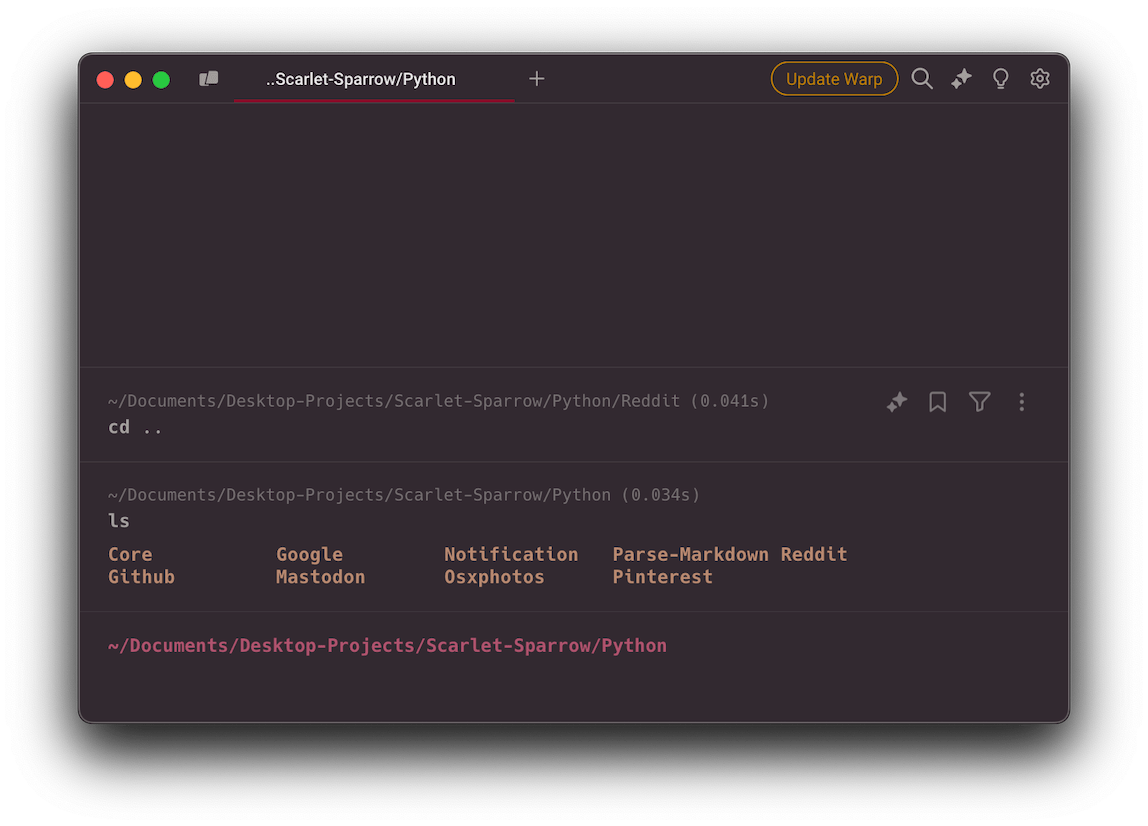 ..Scarlet-Sparrow/Python
Update Warp
~/Documents/Desktop-Projects/Scarlet-Sparrow/Python/Reddit (0.041s)
cd ..
~/Documents/Desktop-Projects/Scarlet-Sparrow/Python (0.034s)
ls
Core Google Notification Parse-Markdown Reddit
Github Mastodon Osxphotos Pinterest
~/Documents/Desktop-Projects/Scarlet-Sparrow/Python